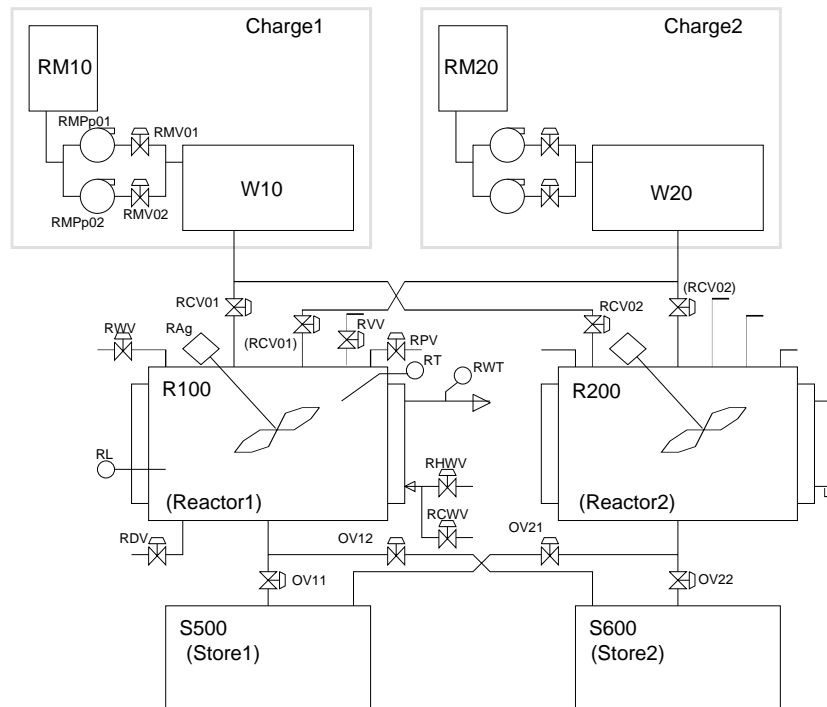 Charge1
Charge2
RM10
RM20
RMPp01
RMV01
W10
W20
RMV02
RMPp02
RCV01
(RCV02)
RCV02
RWV
RAg
(RCV01)
RVV
RPV
RT
RWT
R100
R200
RL
RHWV
(Reactor1)
(Reactor2)
RDV
RCWV
OV12
OV21
OV11
OV22
S500
(Store1)
S600
(Store2)